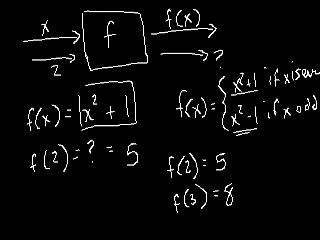 x f f(x)
2 ?
f(x) = x² + 1
f(2) = ? = 5
f(x) = { x²+1 if x is even
x²-1 if x odd
f(2) = 5
f(3) = 8